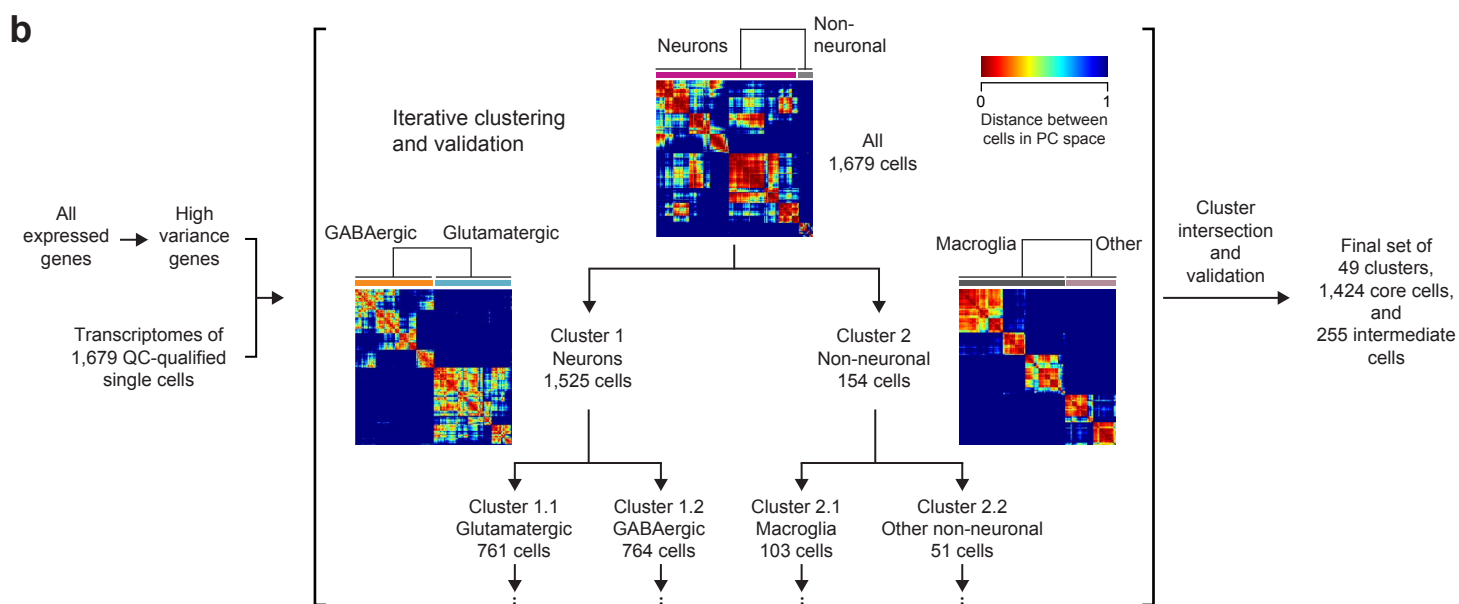 b
All
expressed
genes
High
variance
genes
Transcriptomes of
1,679 QC-qualified
single cells
Iterative clustering
and validation
Neurons
Non-
neuronal
All
1,679 cells
0
1
Distance between
cells in PC space
GABAergic
Glutamatergic
Macroglia
Other
Cluster 1
Neurons
1,525 cells
Cluster 2
Non-neuronal
154 cells
Cluster 1.1
Glutamatergic
761 cells
Cluster 1.2
GABAergic
764 cells
Cluster 2.1
Macroglia
103 cells
Cluster 2.2
Other non-neuronal
51 cells
Cluster
intersection
and
validation
Final set of
49 clusters,
1,424 core cells,
and
255 intermediate
cells